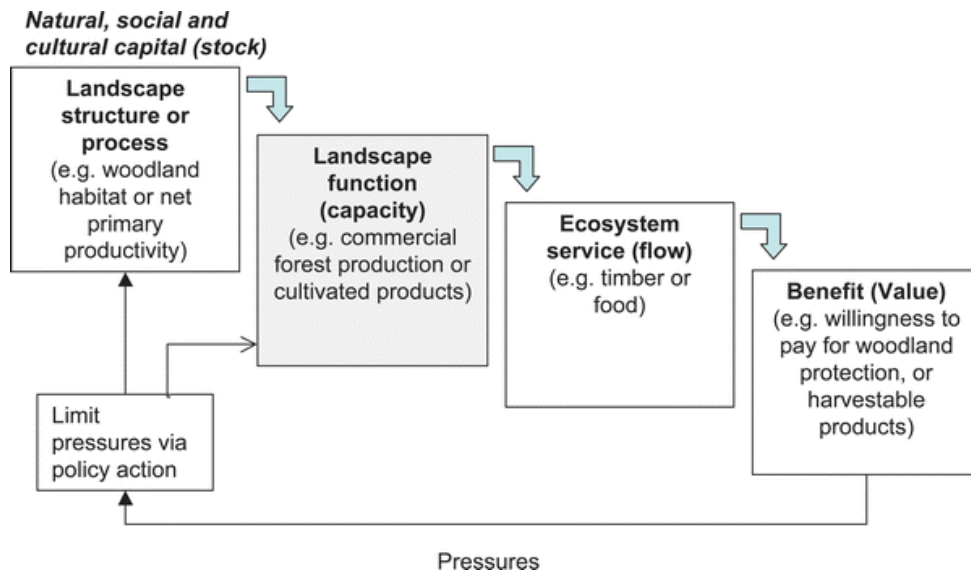 Natural, social and
cultural capital (stock)
Landscape
structure or
process
(e.g. woodland
habitat or net
primary
productivity)
Landscape
function
(capacity)
(e.g. commercial
forest production or
cultivated products)
Ecosystem
service (flow)
(e.g. timber or
food)
Benefit (Value)
(e.g. willingness to
pay for woodland
protection, or
harvestable
products)
Limit
pressures via
policy action
Pressures